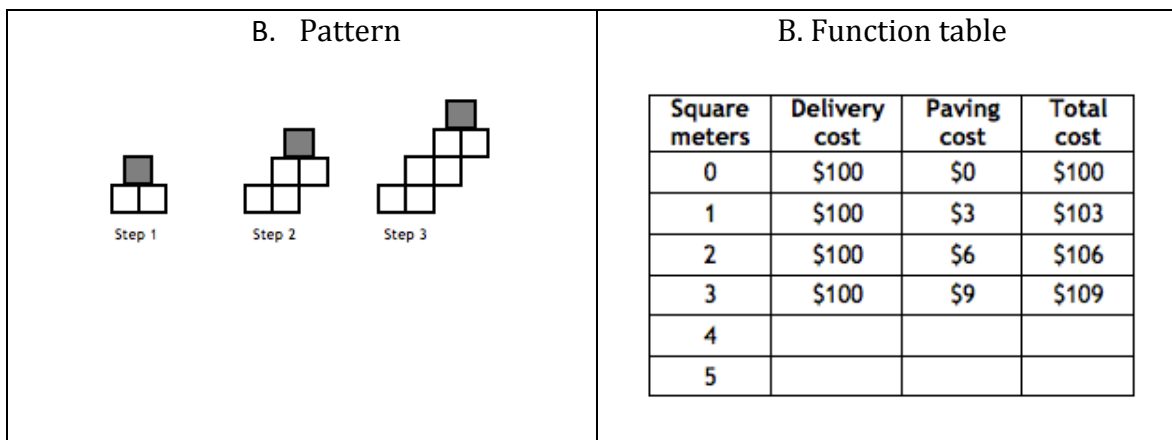 B. Pattern
Step 1 Step 2 Step 3
B. Function table
Square meters Delivery cost Paving cost Total cost
0 $100 $0 $100
1 $100 $3 $103
2 $100 $6 $106
3 $100 $9 $109
4
5